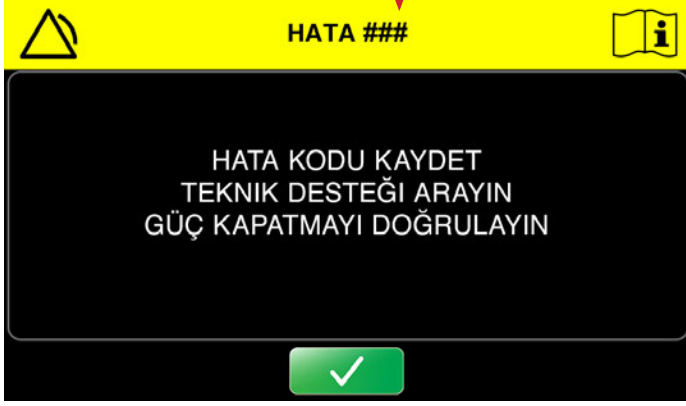 HATA ###
i
HATA KODU KAYDET
TEKNIK DESTEĞI ARAYIN
GÜÇ KAPATMAYI DOĞRULAYIN